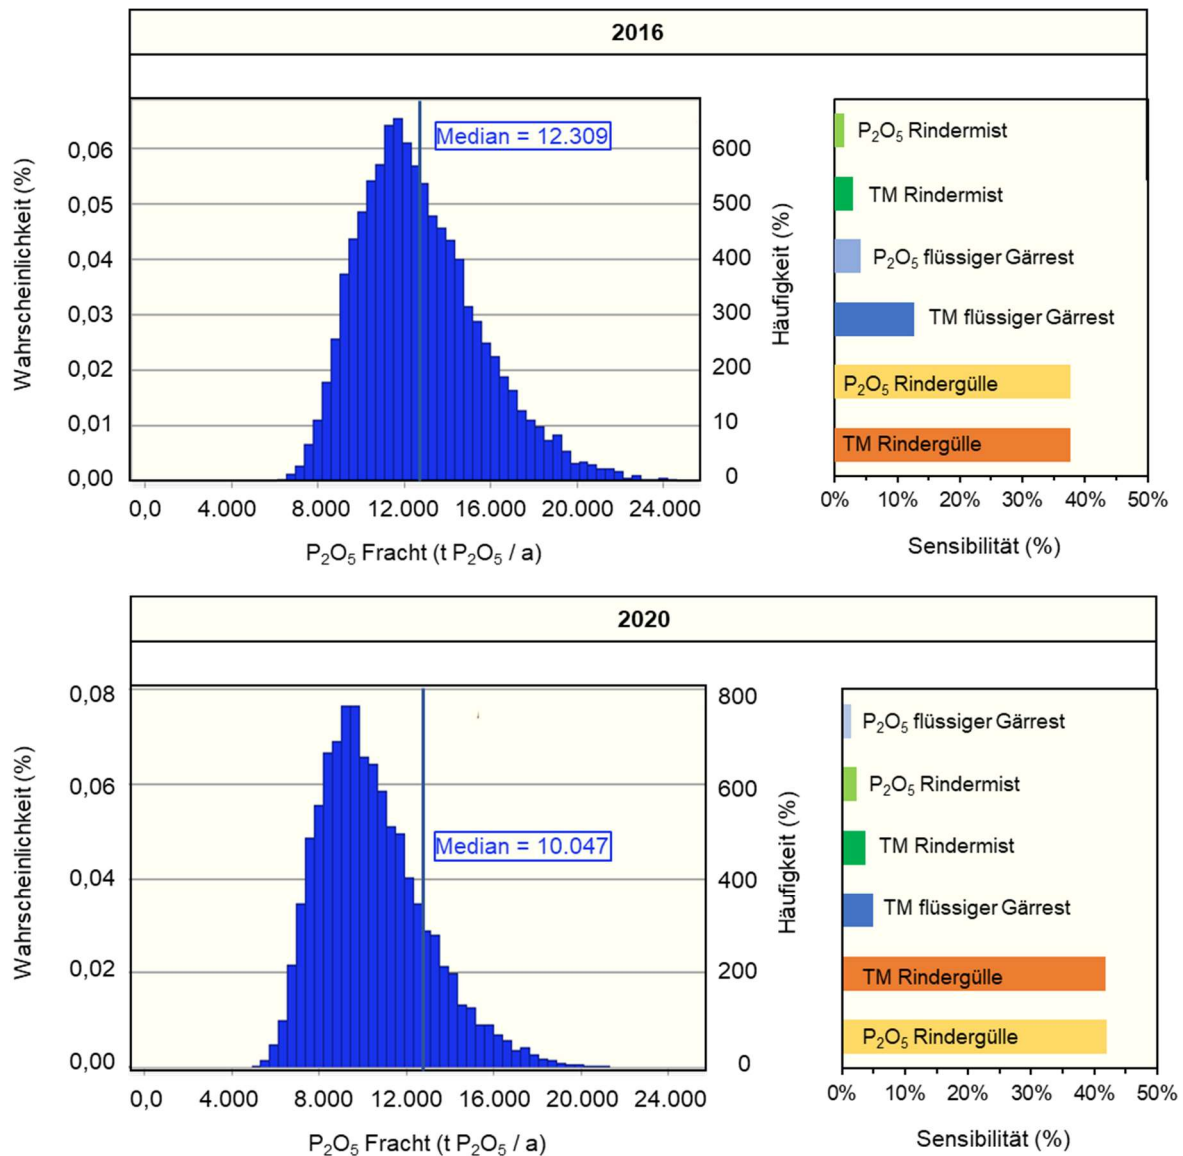 2016
Wahrscheinlichkeit (%)
0,06
0,05
0,04
0,03
0,02
0,01
0,00
Median = 12.309
600
500
400
300
200
10
0
Häufigkeit (%)
0,0 4.000 8.000 12.000 16.000 20.000 24.000
P₂O₅ Fracht (t P₂O₅ / a)
P₂O₅ Rindermist
TM Rindermist
P₂O₅ flüssiger Gärrest
TM flüssiger Gärrest
P₂O₅ Rindergülle
TM Rindergülle
0% 10% 20% 30% 40% 50%
Sensibilität (%)
2020
Wahrscheinlichkeit (%)
0,08
0,06
0,04
0,02
0,00
Median = 10.047
800
600
400
200
0
Häufigkeit (%)
0,0 4.000 8.000 12.000 16.000 20.000 24.000
P₂O₅ Fracht (t P₂O₅ / a)
P₂O₅ flüssiger Gärrest
P₂O₅ Rindermist
TM Rindermist
TM flüssiger Gärrest
TM Rindergülle
P₂O₅ Rindergülle
0% 10% 20% 30% 40% 50%
Sensibilität (%)